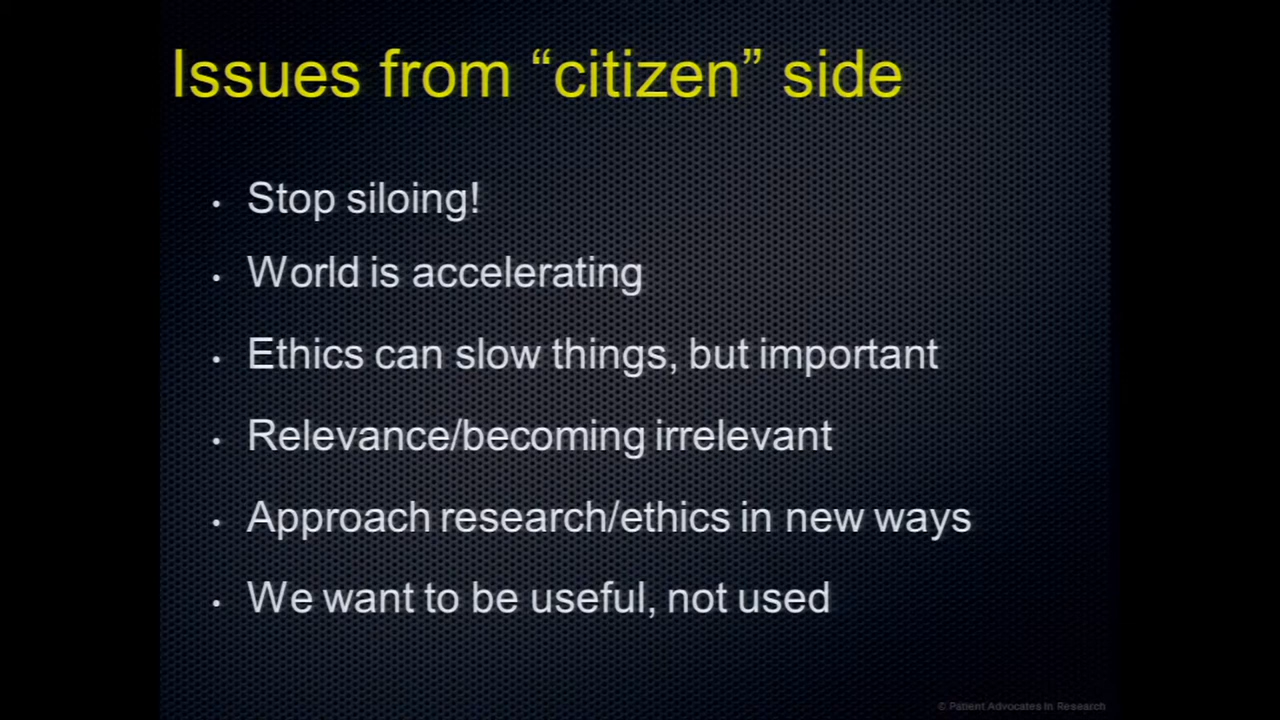 Issues from “citizen” side
• Stop siloing!
• World is accelerating
• Ethics can slow things, but important
• Relevance/becoming irrelevant
• Approach research/ethics in new ways
• We want to be useful, not used
© Patient Advocates In Research